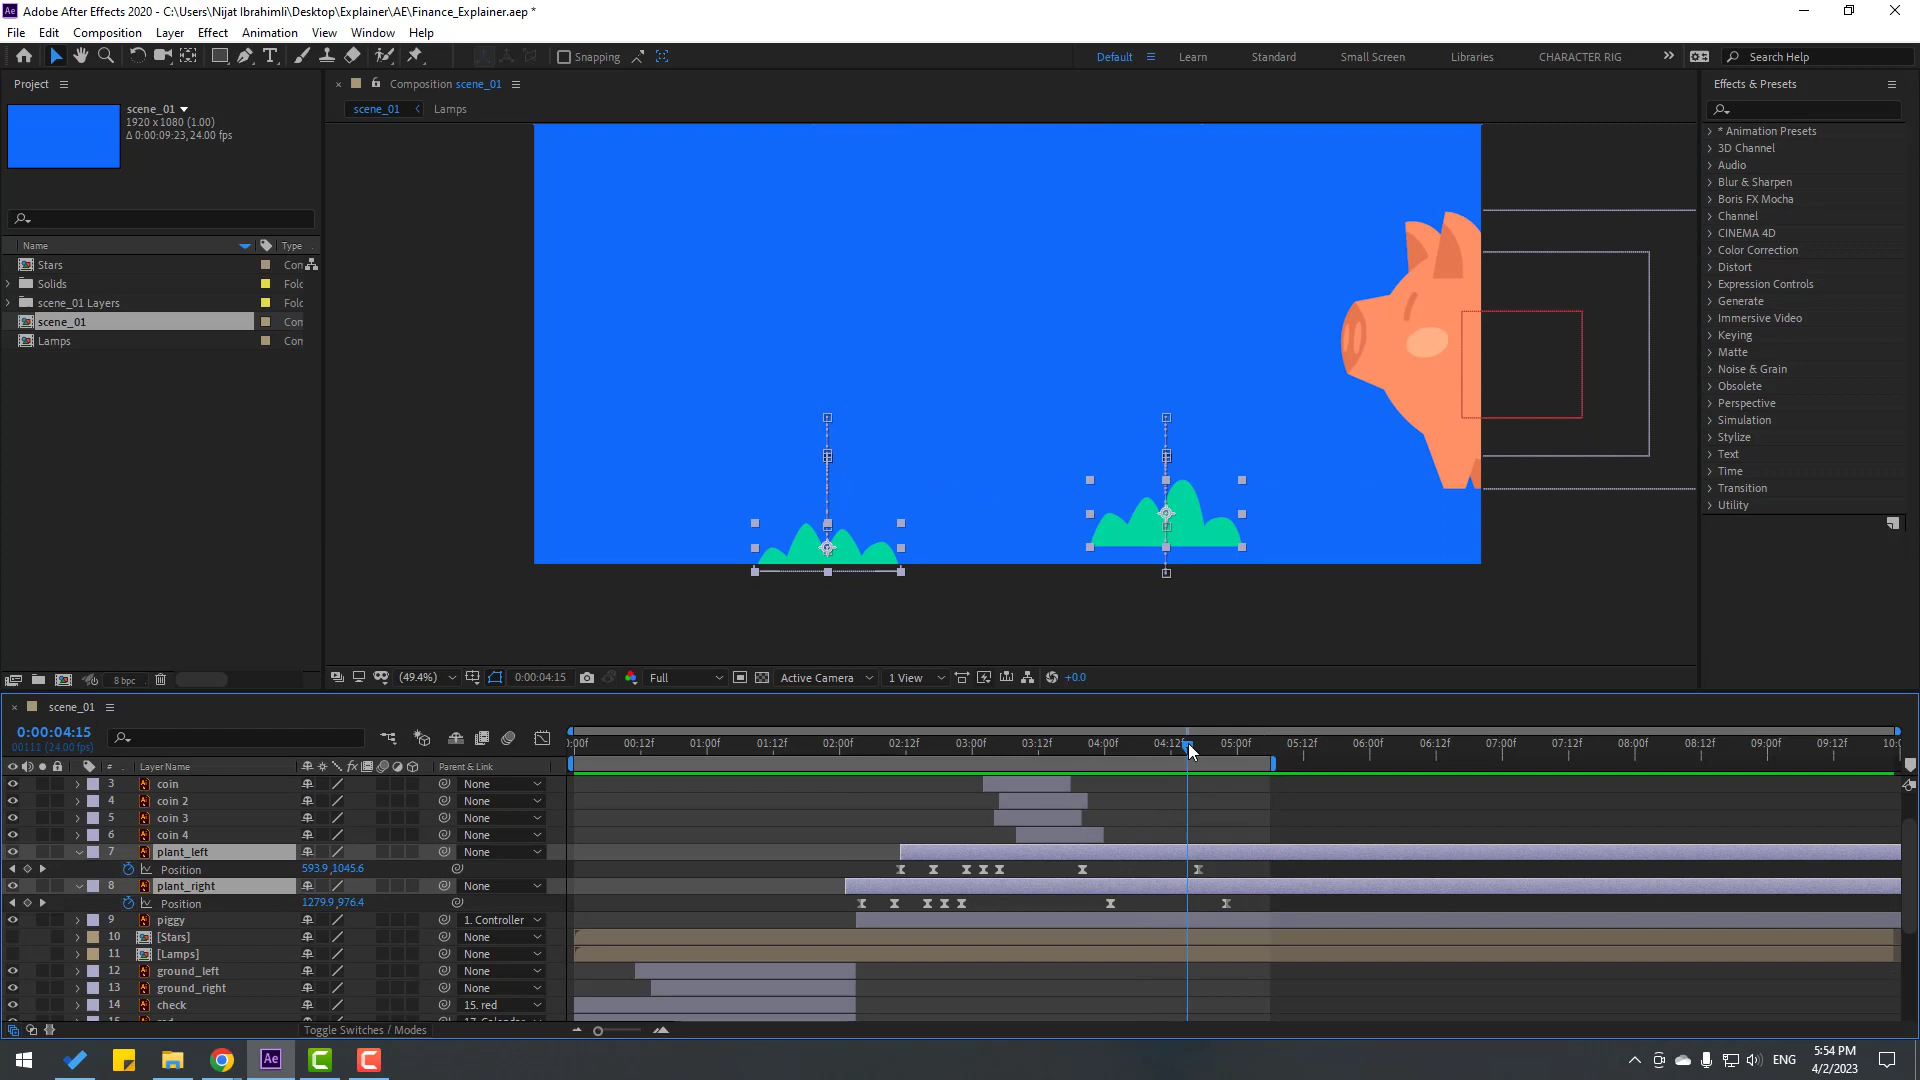 Adobe After Effects 2020 - C:\Users\Nijat Ibrahimli\Desktop\Explainer\AE\Finance_Explainer.aep *
File Edit Composition Layer Effect Animation View Window Help
Snapping Default Learn Standard Small Screen Libraries CHARACTER RIG Search Help
Project
scene_01
1920 x 1080 (1.00)
Δ 0:00:09:23, 24.00 fps
Name Type
Stars
Solids Folc
scene_01 Layers Folc
scene_01
Lamps
8 bpc
Composition scene_01
scene_01 Lamps
(49.4%) 0:00:04:15 Full Active Camera 1 View +0.0
Effects & Presets
* Animation Presets
3D Channel
Audio
Blur & Sharpen
Boris FX Mocha
Channel
CINEMA 4D
Color Correction
Distort
Expression Controls
Generate
Immersive Video
Keying
Matte
Noise & Grain
Obsolete
Perspective
Simulation
Stylize
Text
Time
Transition
Utility
scene_01
0:00:04:15
00111 (24.00 fps)
:00f 00:12f 01:00f 01:12f 02:00f 02:12f 03:00f 03:12f 04:00f 04:12f 05:00f 05:12f 06:00f 06:12f 07:00f 07:12f 08:00f 08:12f 09:00f 09:12f 10:0
# Layer Name fx Parent & Link
3 coin None
4 coin 2 None
5 coin 3 None
6 coin 4 None
7 plant_left None
Position 593.9,1045.6
8 plant_right None
Position 1279.9,976.4
9 piggy 1. Controller
10 [Stars] None
11 [Lamps] None
12 ground_left None
13 ground_right None
14 check 15. red
Toggle Switches / Modes
ENG
5:54 PM
4/2/2023